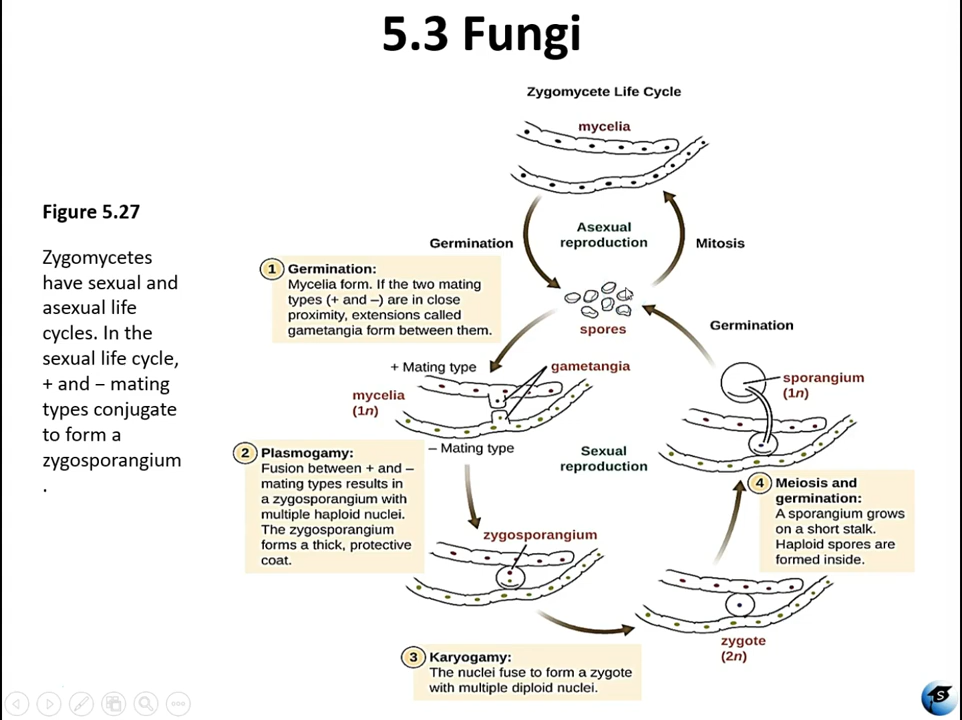 5.3 Fungi
Zygomycete Life Cycle
mycelia
Figure 5.27
Zygomycetes
have sexual and
asexual life
cycles. In the
sexual life cycle,
+ and − mating
types conjugate
to form a
zygosporangium
.
Asexual
reproduction
Germination
Mitosis
1 Germination:
Mycelia form. If the two mating
types (+ and –) are in close
proximity, extensions called
gametangia form between them.
spores
Germination
+ Mating type
gametangia
mycelia
(1n)
– Mating type
sporangium
(1n)
Sexual
reproduction
2 Plasmogamy:
Fusion between + and –
mating types results in
a zygosporangium with
multiple haploid nuclei.
The zygosporangium
forms a thick, protective
coat.
4 Meiosis and
germination:
A sporangium grows
on a short stalk.
Haploid spores are
formed inside.
zygosporangium
zygote
(2n)
3 Karyogamy:
The nuclei fuse to form a zygote
with multiple diploid nuclei.
S